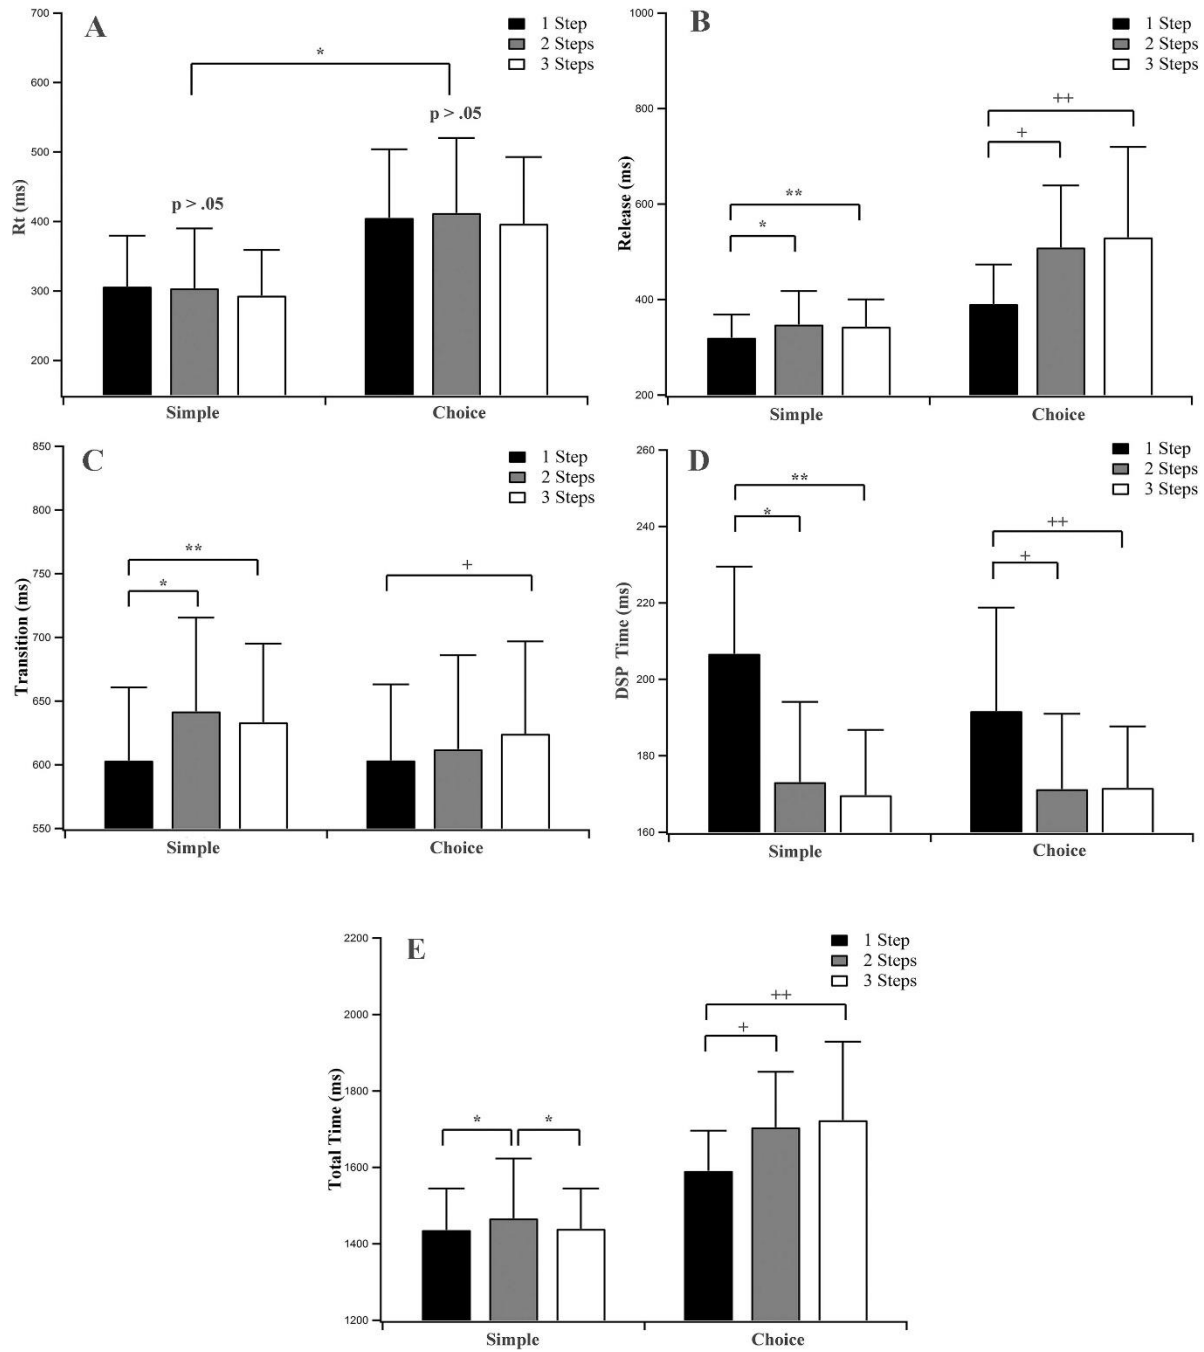 A
1 Step
2 Steps
3 Steps
Rt (ms)
700
600
500
400
300
200
*
p > .05
p > .05
Simple
Choice
B
1 Step
2 Steps
3 Steps
Release (ms)
1000
800
600
400
200
**
*
++
+
Simple
Choice
C
1 Step
2 Steps
3 Steps
Transition (ms)
850
800
750
700
650
600
550
**
*
+
Simple
Choice
D
1 Step
2 Steps
3 Steps
DSP Time (ms)
260
240
220
200
180
160
**
*
++
+
Simple
Choice
E
1 Step
2 Steps
3 Steps
Total Time (ms)
2200
2000
1800
1600
1400
1200
*
*
++
+
Simple
Choice